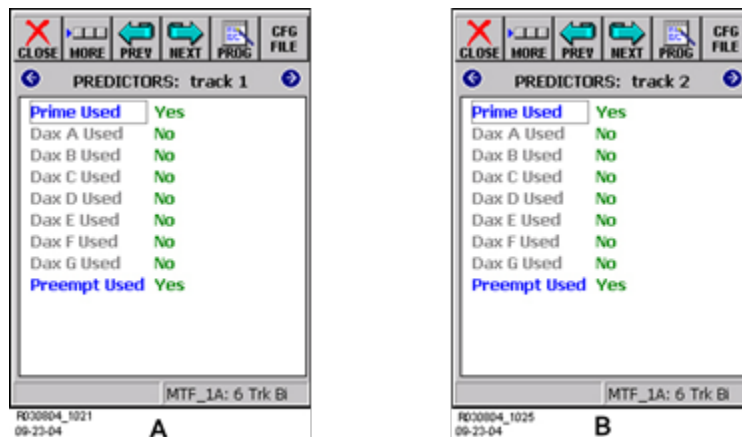 CLOSE MORE PREV NEXT PROG CFG FILE
PREDICTORS: track 1
Prime Used Yes
Dax A Used No
Dax B Used No
Dax C Used No
Dax D Used No
Dax E Used No
Dax F Used No
Dax G Used No
Preempt Used Yes
MTF_1A: 6 Trk Bi
R030804_1021
09-23-04
A
CLOSE MORE PREV NEXT PROG CFG FILE
PREDICTORS: track 2
Prime Used Yes
Dax A Used No
Dax B Used No
Dax C Used No
Dax D Used No
Dax E Used No
Dax F Used No
Dax G Used No
Preempt Used Yes
MTF_1A: 6 Trk Bi
R030804_1025
09-23-04
B